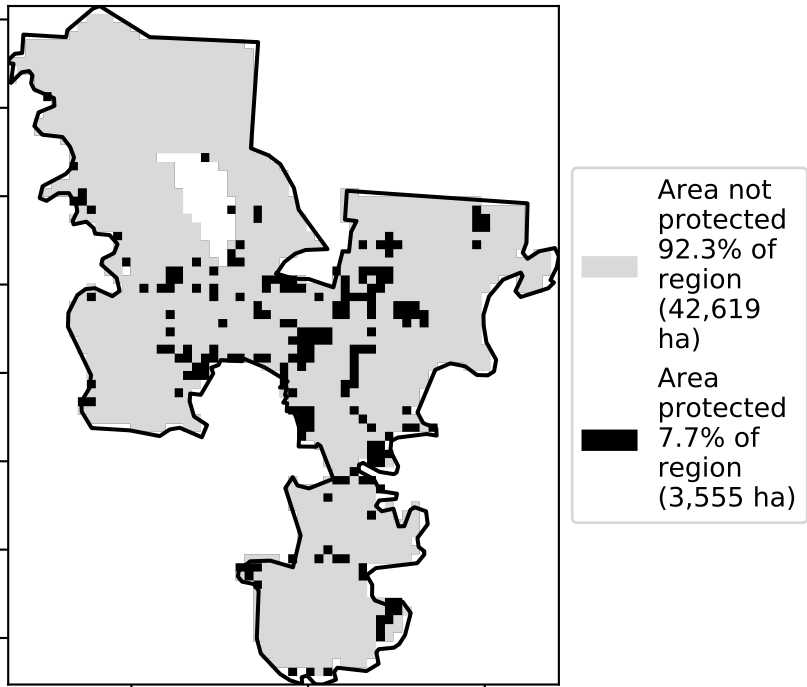 Area not
protected
92.3% of
region
(42,619
ha)
Area
protected
7.7% of
region
(3,555 ha)